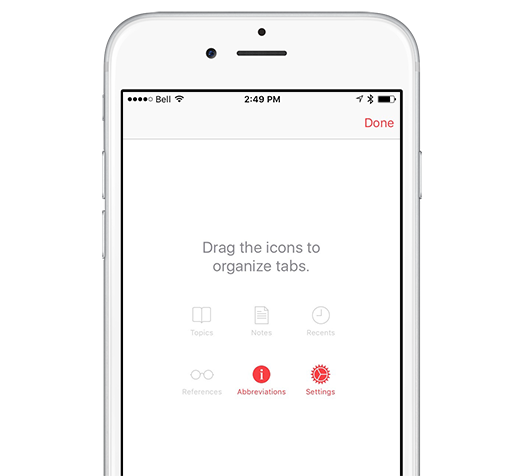 Bell 2:49 PM
Done
Drag the icons to
organize tabs.
Topics Notes Recents
References Abbreviations Settings